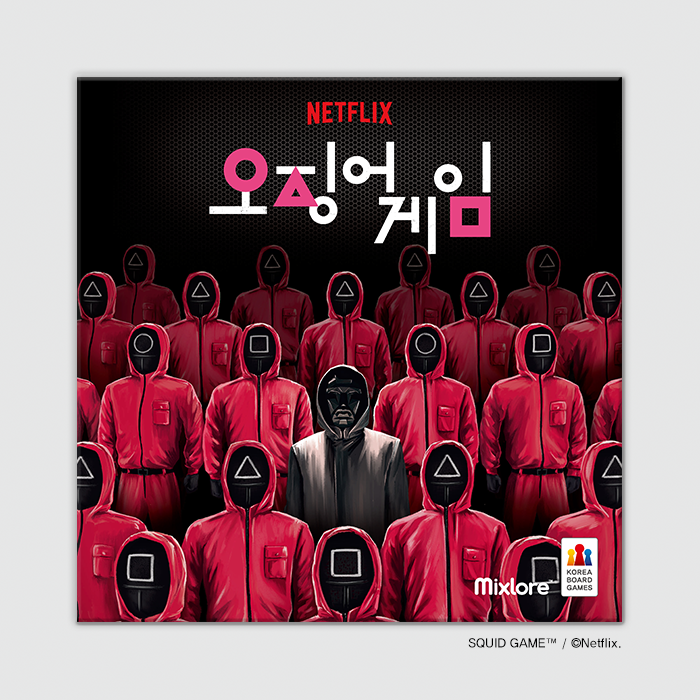 NETFLIX
오징어 게임
Mixlore
KOREA
BOARD
GAMES
SQUID GAME™ / ©Netflix.